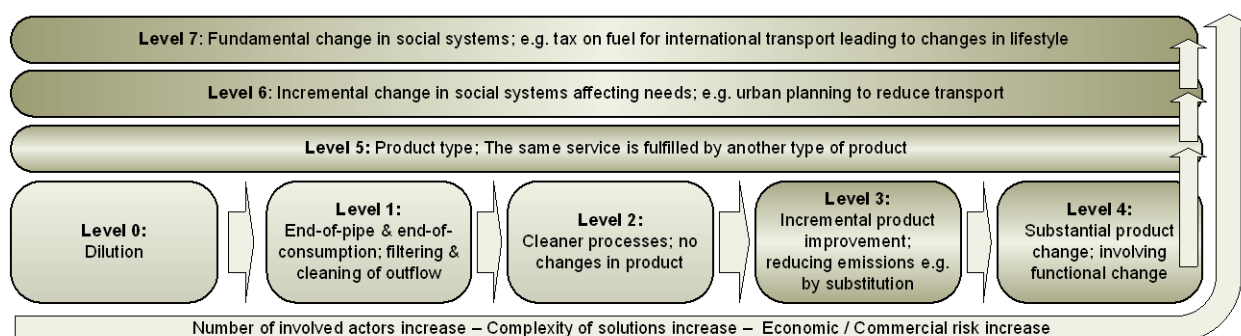 Level 7: Fundamental change in social systems; e.g. tax on fuel for international transport leading to changes in lifestyle
Level 6: Incremental change in social systems affecting needs; e.g. urban planning to reduce transport
Level 5: Product type; The same service is fulfilled by another type of product
Level 0:
Dilution
Level 1:
End-of-pipe & end-of-
consumption; filtering &
cleaning of outflow
Level 2:
Cleaner processes; no
changes in product
Level 3:
Incremental product
improvement;
reducing emissions e.g.
by substitution
Level 4:
Substantial product
change; involving
functional change
Number of involved actors increase – Complexity of solutions increase – Economic / Commercial risk increase